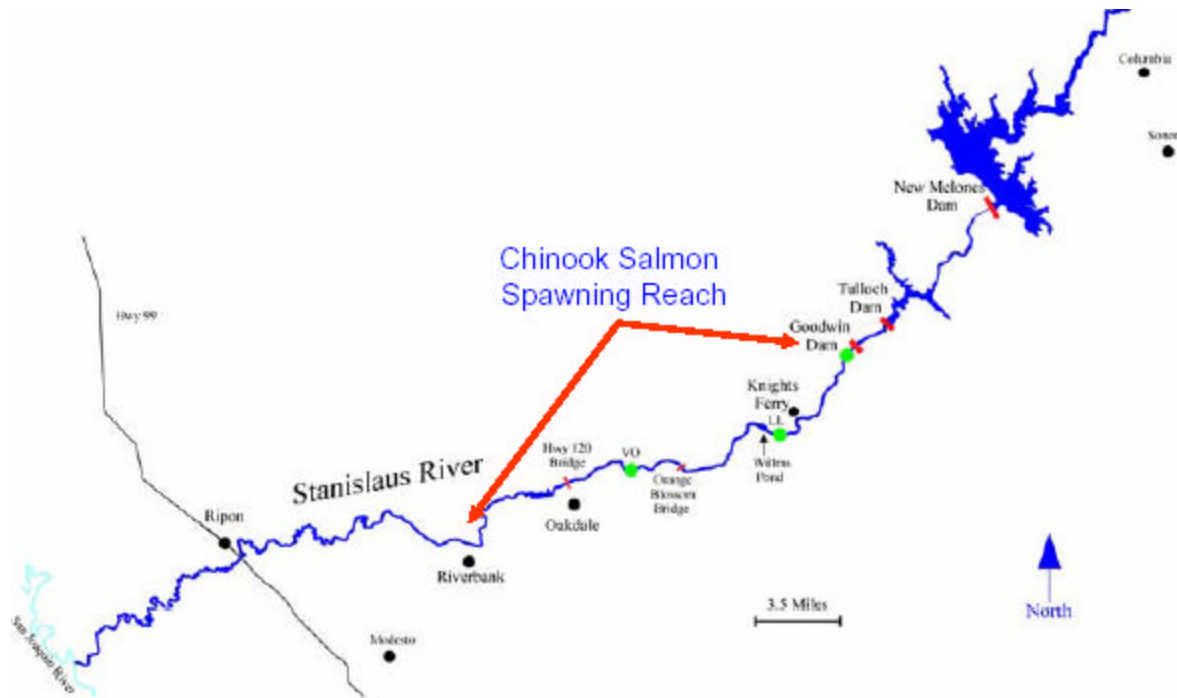 Columbia
Sonor
New Melones
Dam
Chinook Salmon
Spawning Reach
Tulloch
Dam
Goodwin
Dam
Hwy 99
Knights
Ferry
LL
Hwy 120
Bridge
VO
Willms
Pond
Orange
Blossom
Bridge
Stanislaus River
Oakdale
Ripon
Riverbank
3.5 Miles
North
Modesto
San Joaquin River